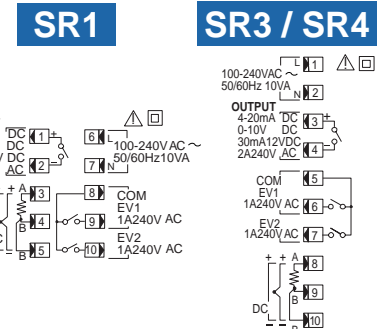 SR1
DC 1 +
DC
V DC 2 -
AC
6 L 100-240V AC ~
7 N 50/60Hz10VA
+ A 3
B 4
- B 5
8 COM
9 EV1
1A240V AC
10 EV2
1A240V AC
SR3 / SR4
L 1
100-240VAC ~
50/60Hz 10VA N 2
OUTPUT
4-20mA DC 3 +
0-10V DC
30mA12VDC
2A240V AC 4 -
COM 5
EV1
1A240V AC 6
EV2
1A240V AC 7
+ + A 8
B 9
DC
- - B 10